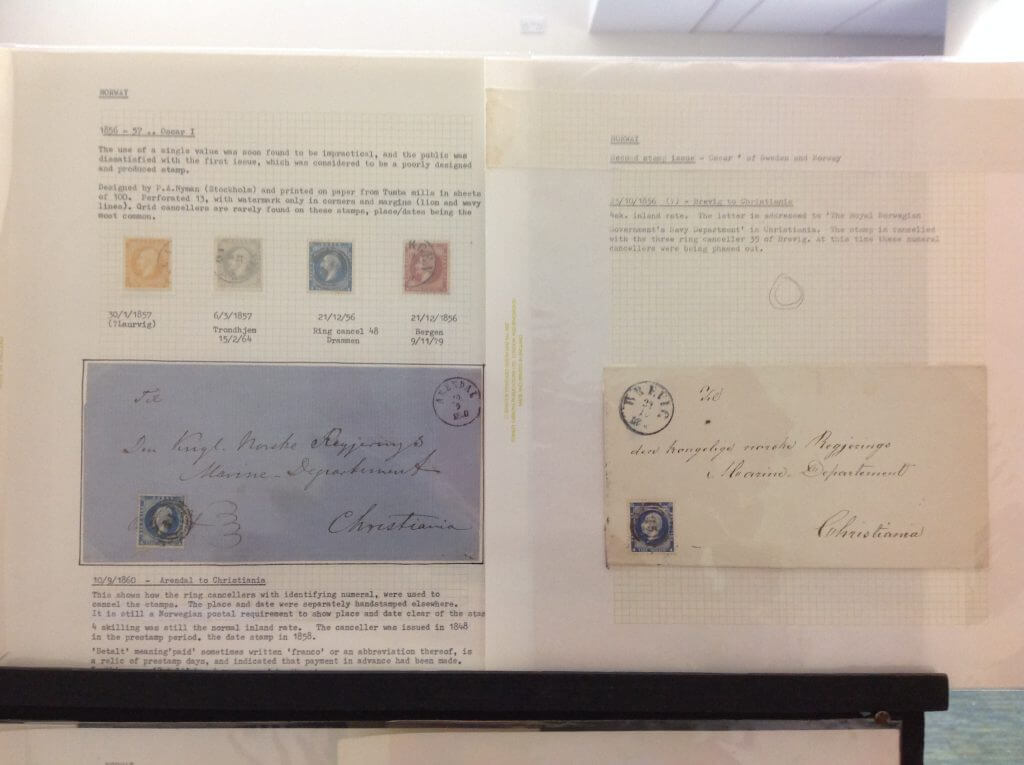 NORWAY
1856 - 57 .. Oscar I
The use of a single value was soon found to be impractical, and the public was
dissatisfied with the first issue, which was considered to be a poorly designed
and produced stamp.
Designed by P.A.Nyman (Stockholm) and printed on paper from Tumba mills in sheets
of 100. Perforated 13, with watermark only in corners and margins (lion and wavy
lines). Grid cancellers are rarely found on these stamps, place/dates being the
most common.
30/1/1857
(?Laurvig)
6/3/1857
Trondhjem
15/2/64
21/12/56
Ring cancel 48
Drammen
21/12/1856
Bergen
9/11/79
ARENDAL
Til
Den Kngl. Norske Regjerings
Marine-Departement
Christiania
10/9/1860 - Arendal to Christiania
This shows how the ring cancellers with identifying numeral, were used to
cancel the stamps. The place and date were separately handstamped elsewhere.
It is still a Norwegian postal requirement to show place and date clear of the
4 skilling was still the normal inland rate. The canceller was issued in 1848
in the prestamp period, the date stamp in 1858.
'Betalt' meaning'paid' sometimes written 'franco' or an abbreviation thereof, is
a relic of prestamp days, and indicated that payment in advance had been made.
NORWAY
Second stamp issue - Oscar ' of Sweden and Norway
/10/1856 (?) - Brevig to Christiania
4sk. inland rate. The letter is addressed to 'The Royal Norwegian
Government's Navy Department' in Christiania. The stamp is cancelled
with the three ring canceller 35 of Brevig. at this time these numeral
cancellers were being phased out.
BREVIG
Til
den kongelige norske Regjerings
Marine-Departement
Christiania
NORWAY